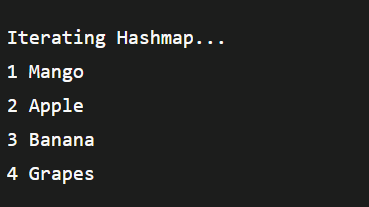 Iterating Hashmap...
1 Mango
2 Apple
3 Banana
4 Grapes